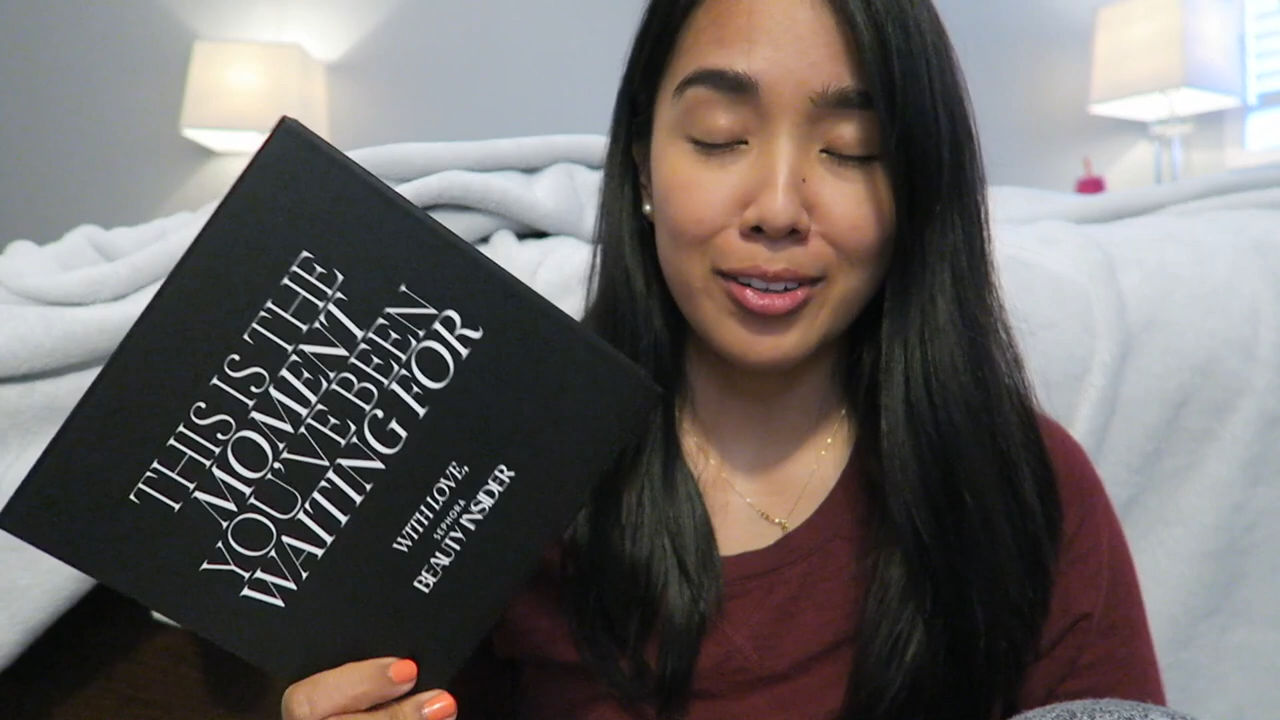 THIS IS THE
MOMENT
YOU'VE BEEN
WAITING FOR
WITH LOVE,
SEPHORA
BEAUTY INSIDER